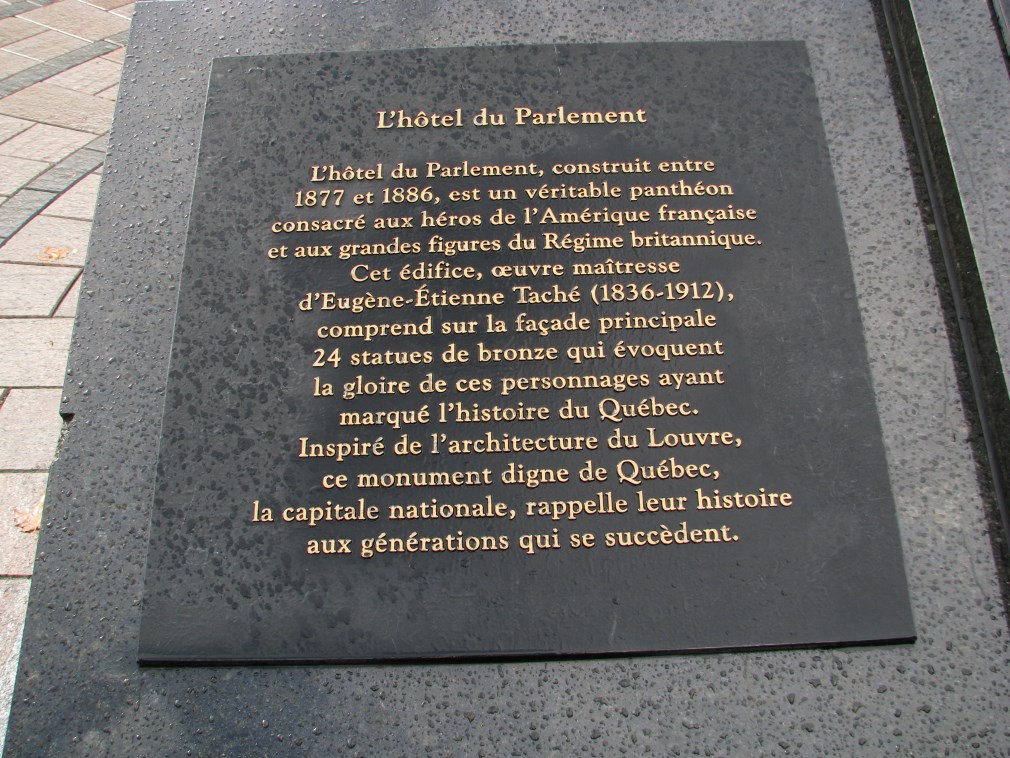 L'hôtel du Parlement
L'hôtel du Parlement, construit entre
1877 et 1886, est un véritable panthéon
consacré aux héros de l'Amérique française
et aux grandes figures du Régime britannique.
Cet édifice, œuvre maîtresse
d'Eugène-Étienne Taché (1836-1912),
comprend sur la façade principale
24 statues de bronze qui évoquent
la gloire de ces personnages ayant
marqué l'histoire du Québec.
Inspiré de l'architecture du Louvre,
ce monument digne de Québec,
la capitale nationale, rappelle leur histoire
aux générations qui se succèdent.